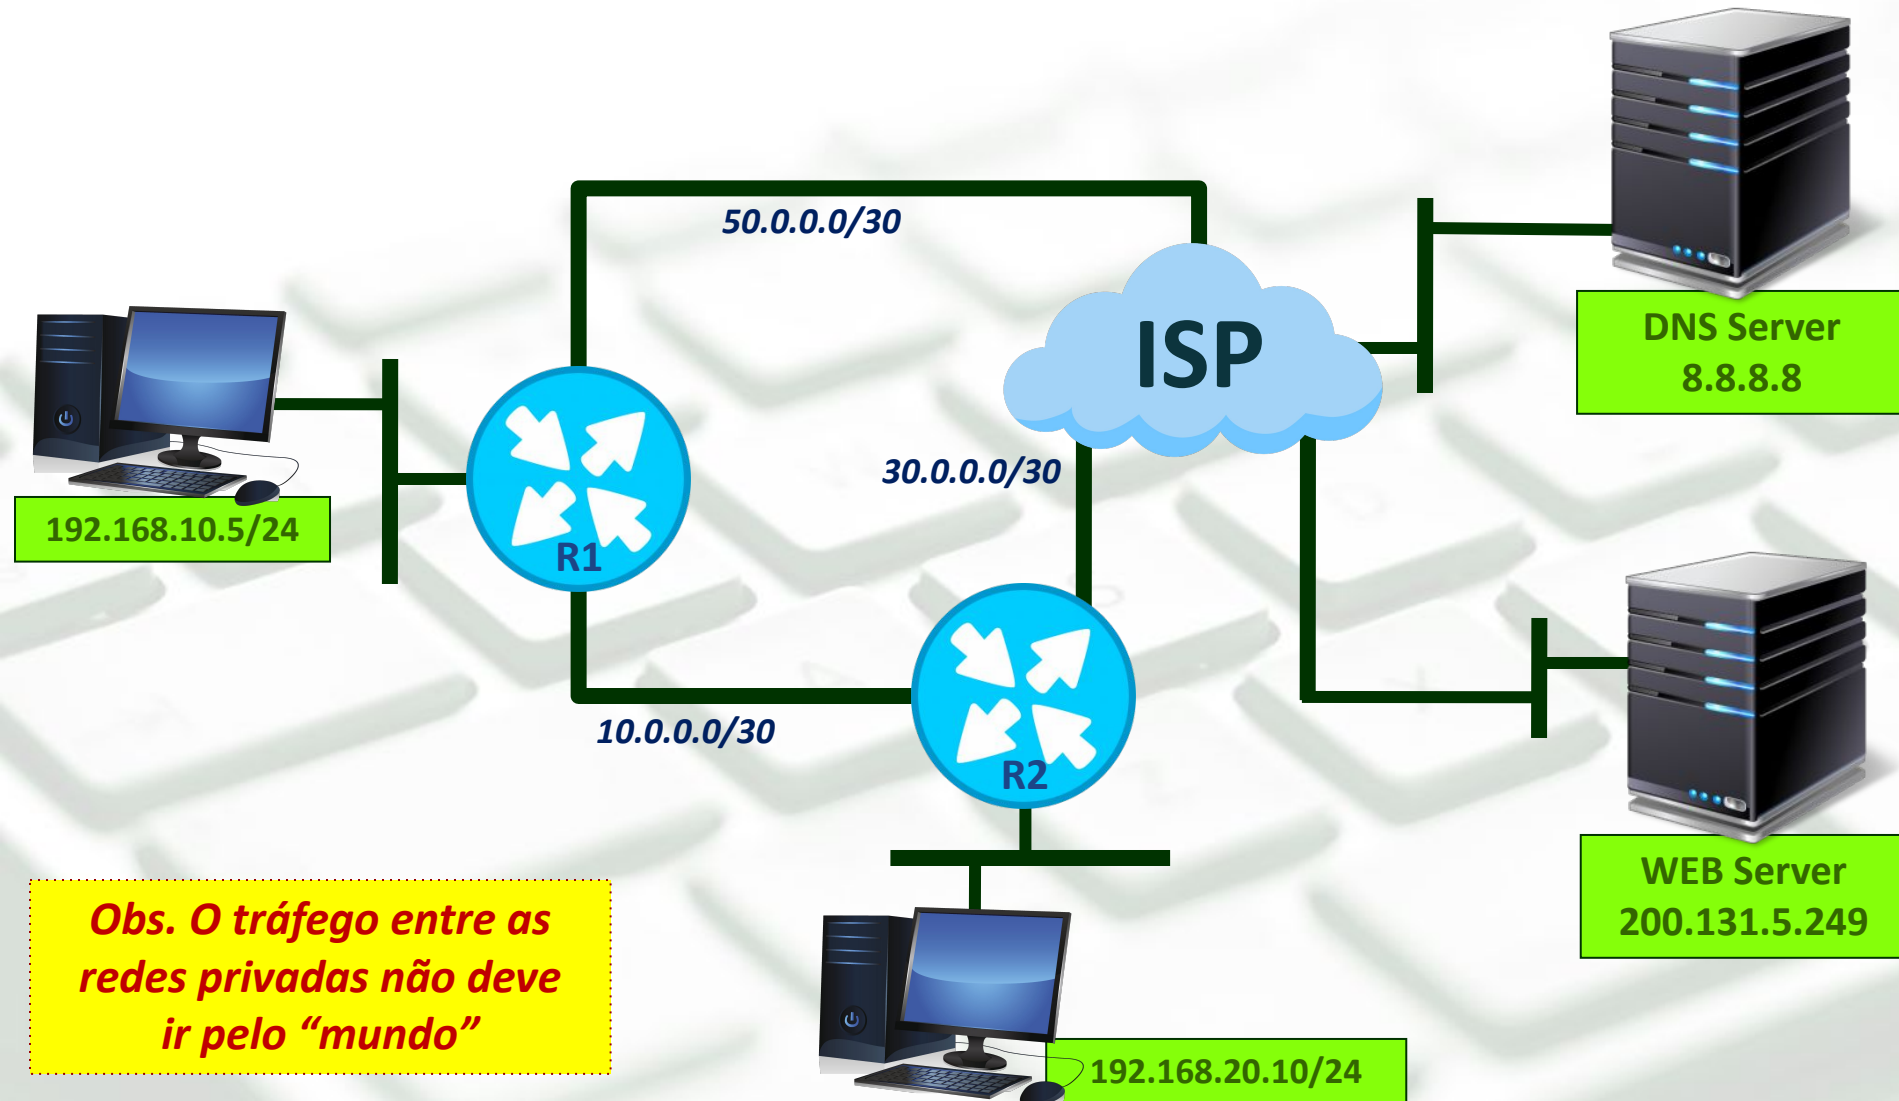 50.0.0.0/30
ISP
DNS Server
8.8.8.8
30.0.0.0/30
192.168.10.5/24
R1
10.0.0.0/30
R2
WEB Server
200.131.5.249
Obs. O tráfego entre as
redes privadas não deve
ir pelo “mundo”
192.168.20.10/24